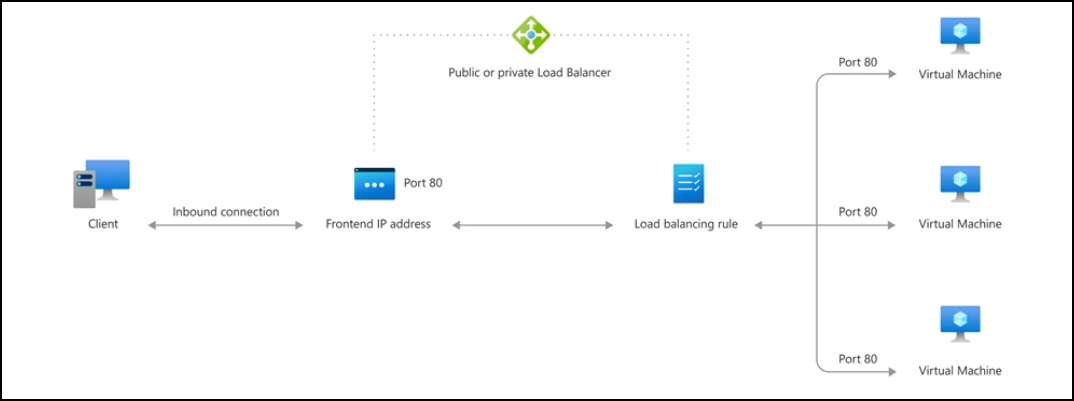 Public or private Load Balancer
Port 80
Virtual Machine
Port 80
Client
Inbound connection
Frontend IP address
Load balancing rule
Port 80
Virtual Machine
Port 80
Virtual Machine